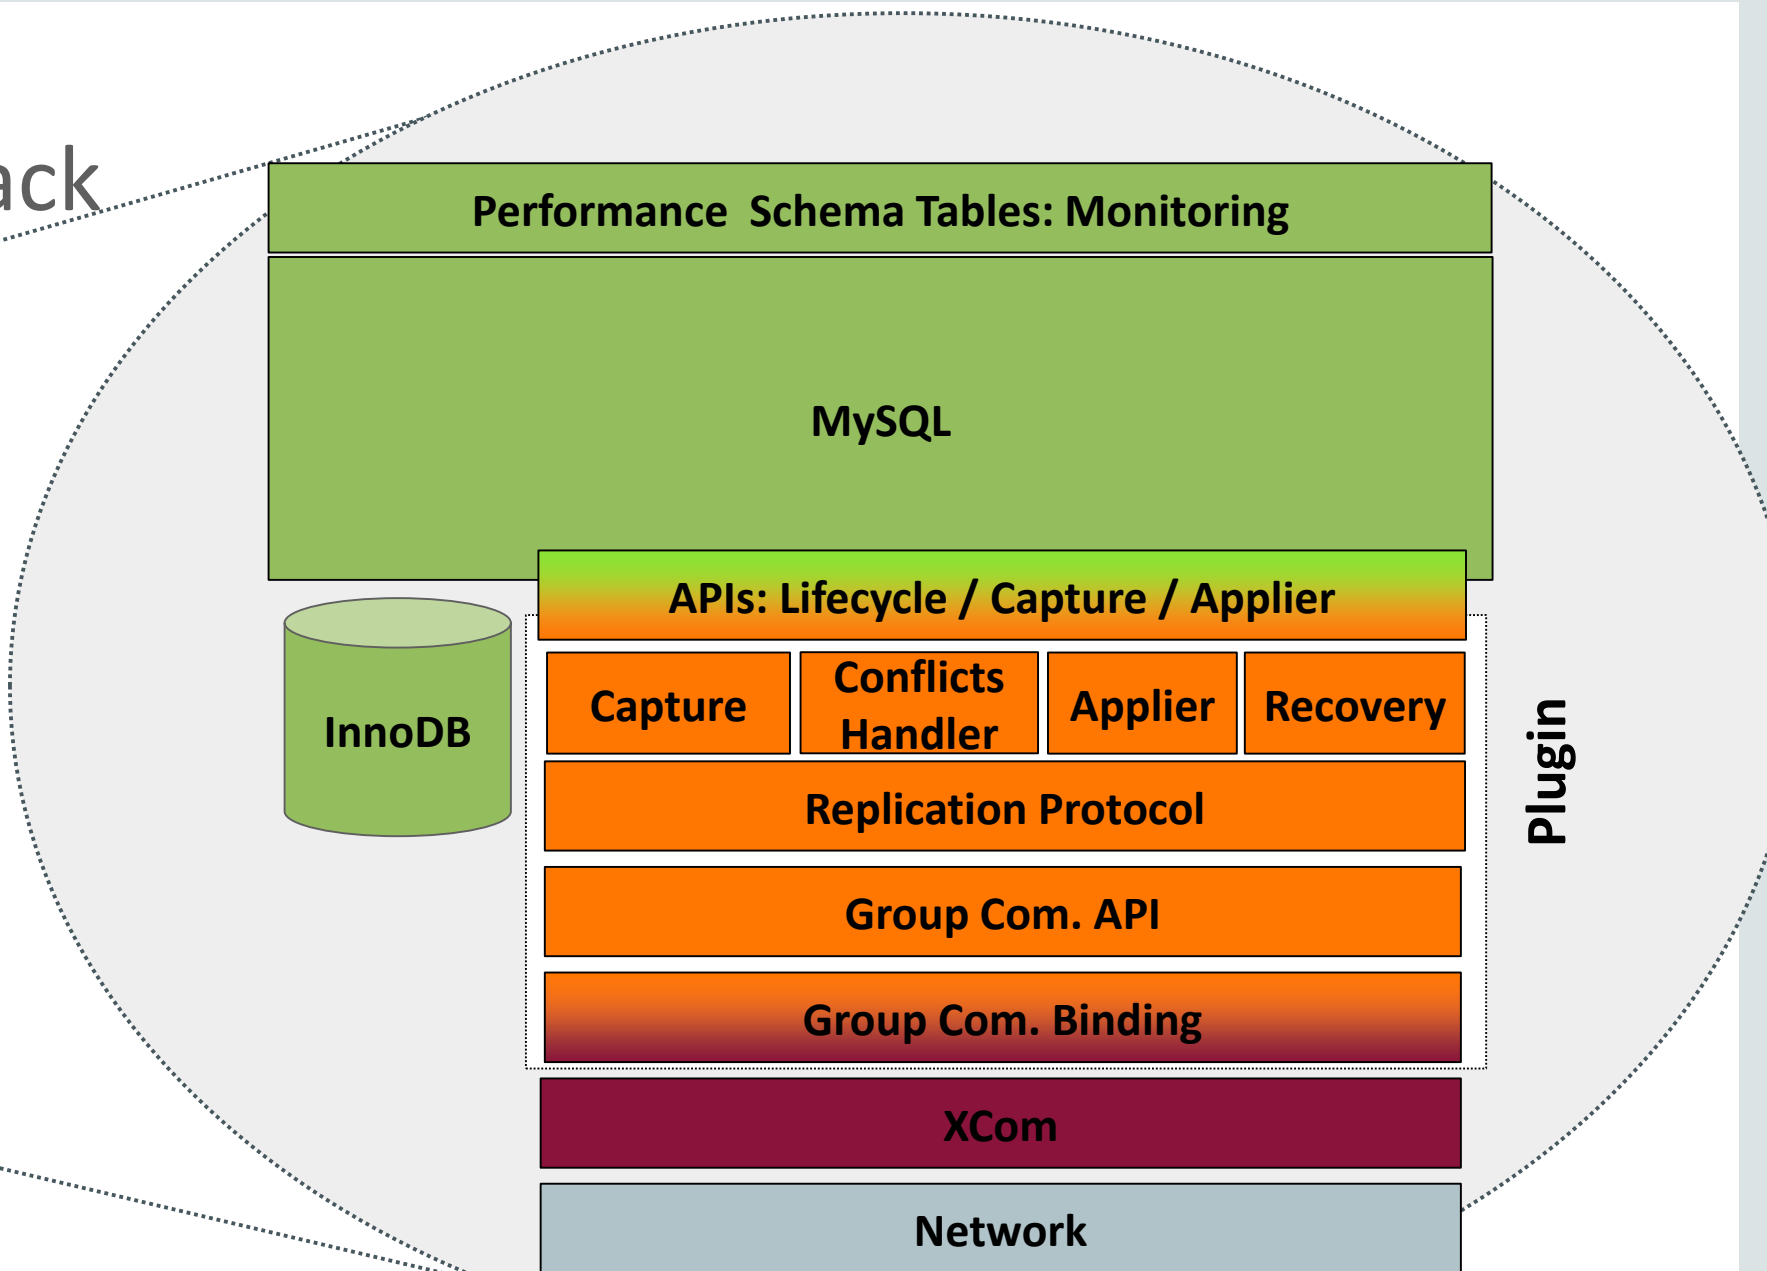 ack
Performance  Schema Tables: Monitoring
MySQL
APIs: Lifecycle / Capture / Applier
Capture
Conflicts
Handler
Applier
Recovery
InnoDB
Plugin
Replication Protocol
Group Com. API
Group Com. Binding
XCom
Network